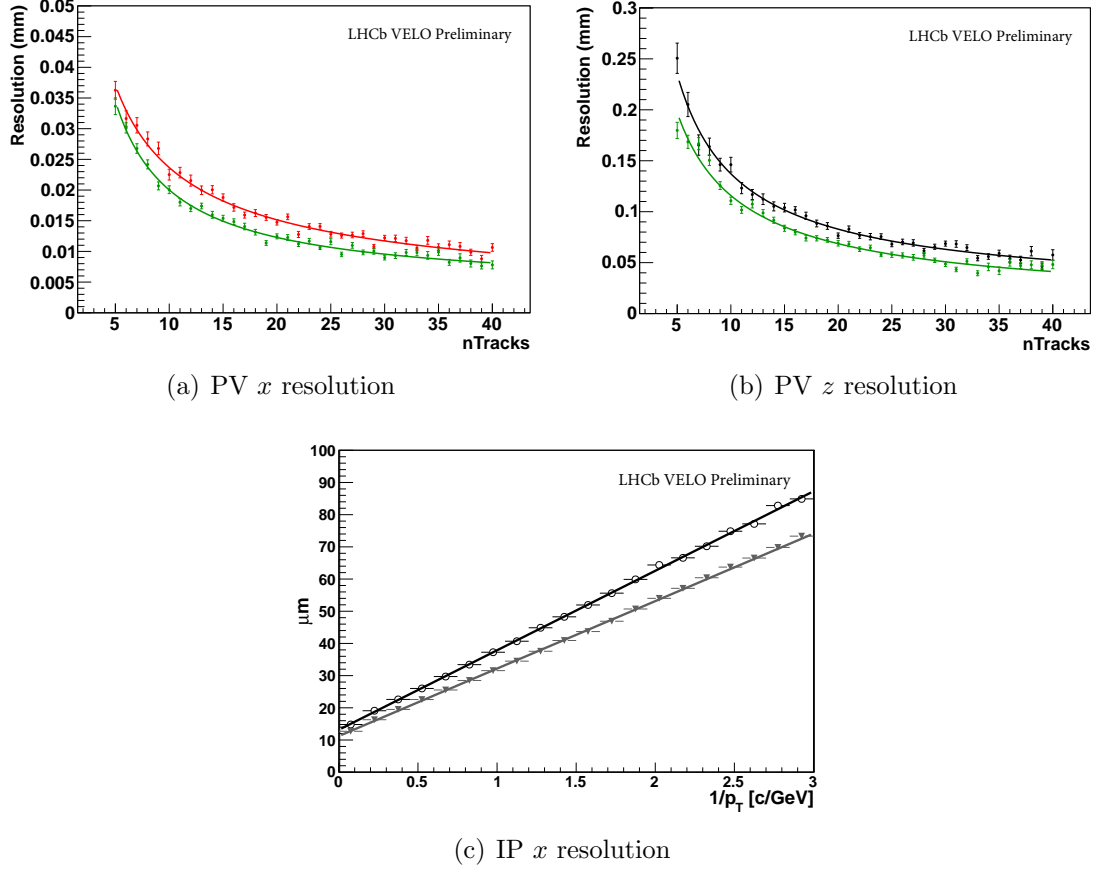 Resolution (mm)
LHCb VELO Preliminary
0.05
0.045
0.04
0.035
0.03
0.025
0.02
0.015
0.01
0.005
0
5 10 15 20 25 30 35 40
nTracks
(a) PV x resolution
Resolution (mm)
LHCb VELO Preliminary
0.3
0.25
0.2
0.15
0.1
0.05
0
5 10 15 20 25 30 35 40
nTracks
(b) PV z resolution
μm
LHCb VELO Preliminary
100
90
80
70
60
50
40
30
20
10
0
0 0.5 1 1.5 2 2.5 3
1/p_T [c/GeV]
(c) IP x resolution